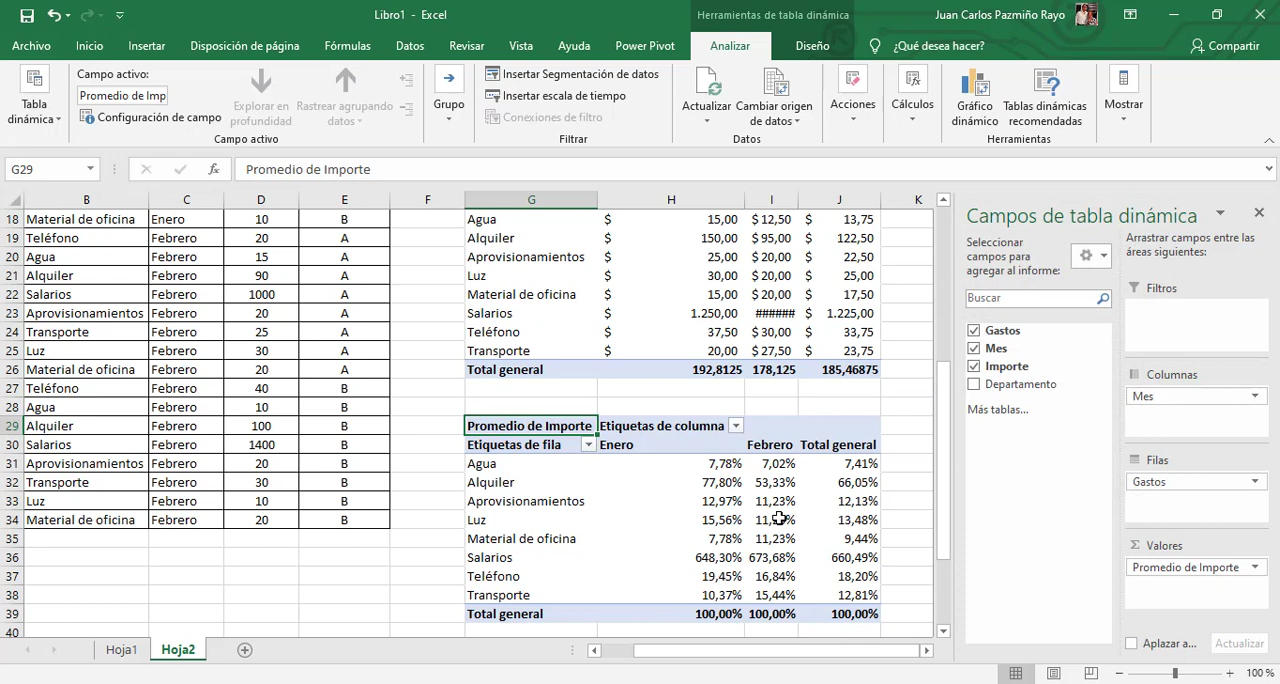 Libro1 - Excel
Herramientas de tabla dinámica
Juan Carlos Pazmiño Rayo
Archivo Inicio Insertar Disposición de página Fórmulas Datos Revisar Vista Ayuda Power Pivot Analizar Diseño ¿Qué desea hacer? Compartir
Tabla dinámica
Campo activo:
Promedio de Imp
Configuración de campo
Explorar en profundidad
Rastrear agrupando datos
Campo activo
Grupo
Insertar Segmentación de datos
Insertar escala de tiempo
Conexiones de filtro
Filtrar
Actualizar
Cambiar origen de datos
Datos
Acciones
Cálculos
Gráfico dinámico
Tablas dinámicas recomendadas
Herramientas
Mostrar
G29 fx Promedio de Importe
B C D E F G H I J K
18 Material de oficina Enero 10 B Agua $ 15,00 $ 12,50 $ 13,75
19 Teléfono Febrero 20 A Alquiler $ 150,00 $ 95,00 $ 122,50
20 Agua Febrero 15 A Aprovisionamientos $ 25,00 $ 20,00 $ 22,50
21 Alquiler Febrero 90 A Luz $ 30,00 $ 20,00 $ 25,00
22 Salarios Febrero 1000 A Material de oficina $ 15,00 $ 20,00 $ 17,50
23 Aprovisionamientos Febrero 20 A Salarios $ 1.250,00 ###### $ 1.225,00
24 Transporte Febrero 25 A Teléfono $ 37,50 $ 30,00 $ 33,75
25 Luz Febrero 30 A Transporte $ 20,00 $ 27,50 $ 23,75
26 Material de oficina Febrero 20 A Total general 192,8125 178,125 185,46875
27 Teléfono Febrero 40 B
28 Agua Febrero 10 B
29 Alquiler Febrero 100 B Promedio de Importe Etiquetas de columna
30 Salarios Febrero 1400 B Etiquetas de fila Enero Febrero Total general
31 Aprovisionamientos Febrero 20 B Agua 7,78% 7,02% 7,41%
32 Transporte Febrero 30 B Alquiler 77,80% 53,33% 66,05%
33 Luz Febrero 10 B Aprovisionamientos 12,97% 11,23% 12,13%
34 Material de oficina Febrero 20 B Luz 15,56% 13,48%
35 Material de oficina 7,78% 11,23% 9,44%
36 Salarios 648,30% 673,68% 660,49%
37 Teléfono 19,45% 16,84% 18,20%
38 Transporte 10,37% 15,44% 12,81%
39 Total general 100,00% 100,00% 100,00%
40
Campos de tabla dinámica
Seleccionar campos para agregar al informe:
Buscar
Gastos
Mes
Importe
Departamento
Más tablas...
Arrastrar campos entre las áreas siguientes:
Filtros
Columnas
Mes
Filas
Gastos
Σ Valores
Promedio de Importe
Aplazar a...
Actualizar
Hoja1 Hoja2
100 %